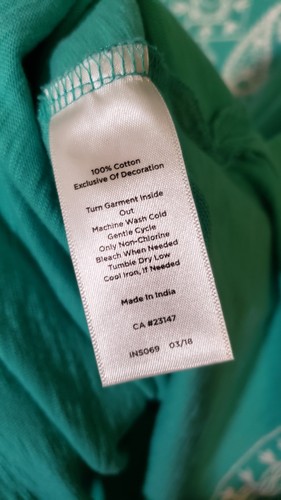 100% Cotton
Exclusive Of Decoration
Turn Garment Inside
Out
Machine Wash Cold
Gentle Cycle
Only Non-Chlorine
Bleach When Needed
Tumble Dry Low
Cool Iron, If Needed
Made In India
CA #23147
IN5069 03/18